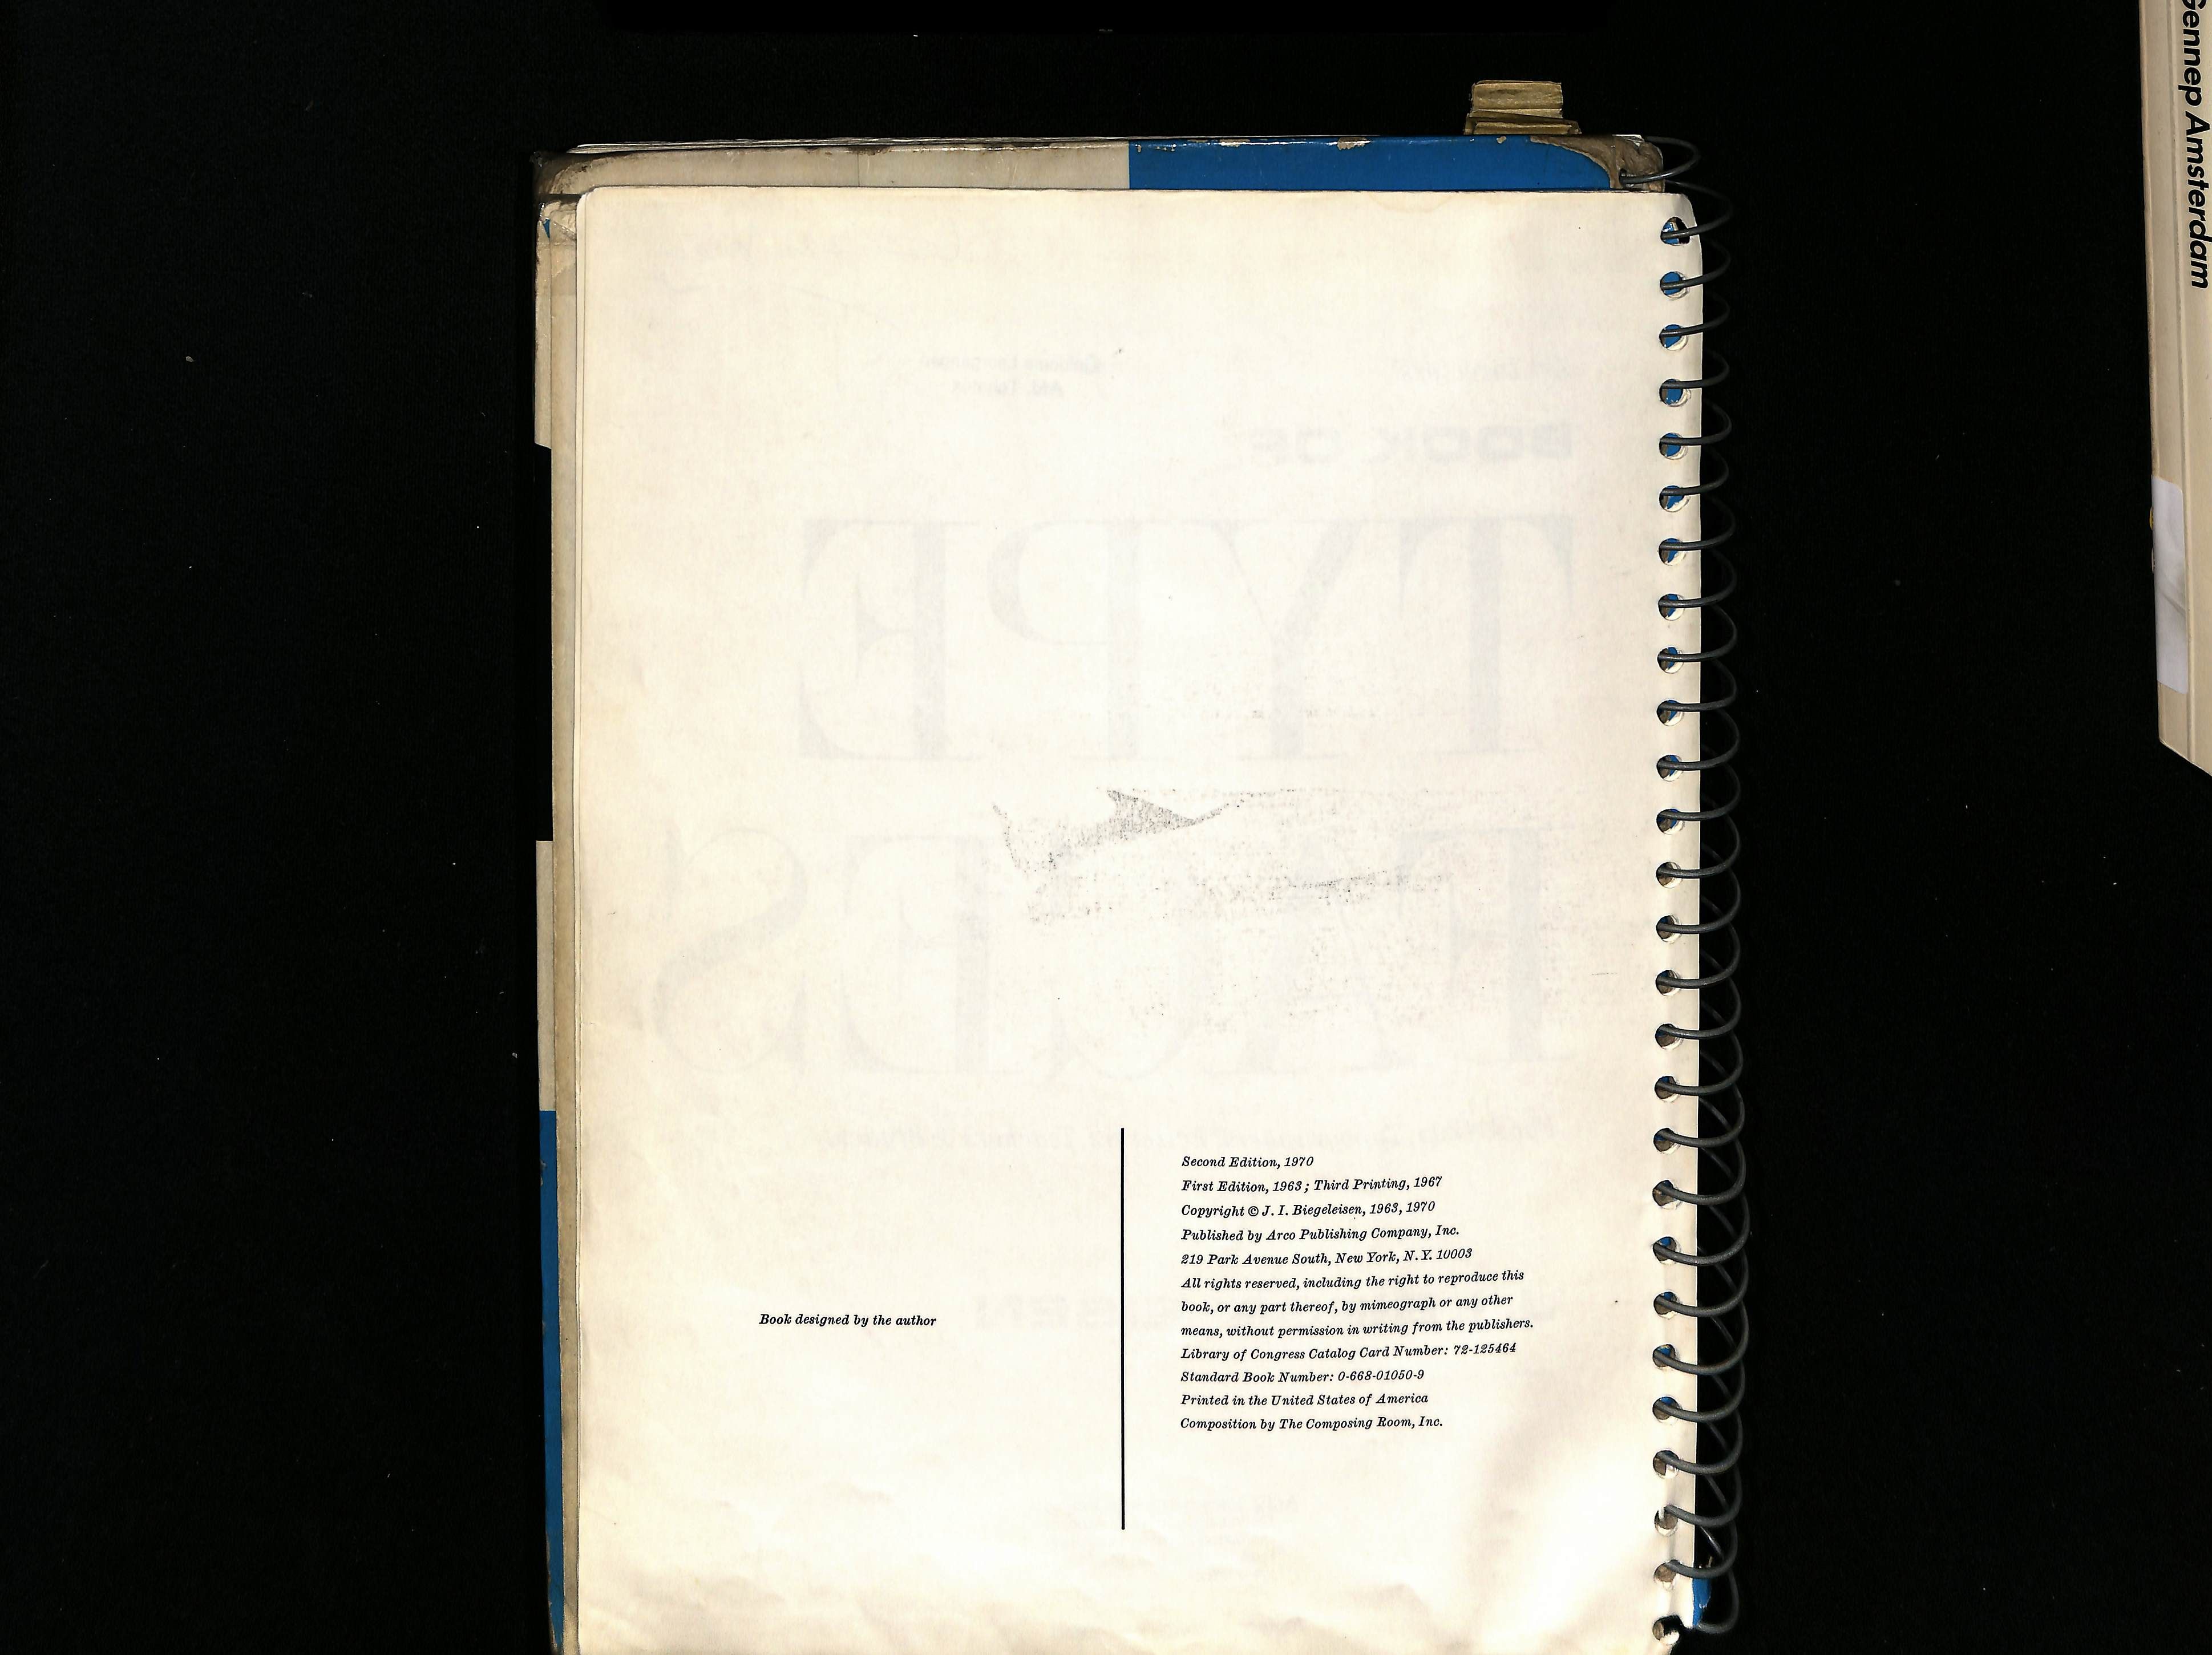 Gennep Amsterdam
BOOK OF
TYPE
FACES
Book designed by the author
Second Edition, 1970
First Edition, 1963; Third Printing, 1967
Copyright © J. I. Biegeleisen, 1963, 1970
Published by Arco Publishing Company, Inc.
219 Park Avenue South, New York, N. Y. 10003
All rights reserved, including the right to reproduce this
book, or any part thereof, by mimeograph or any other
means, without permission in writing from the publishers.
Library of Congress Catalog Card Number: 72-125464
Standard Book Number: 0-668-01050-9
Printed in the United States of America
Composition by The Composing Room, Inc.